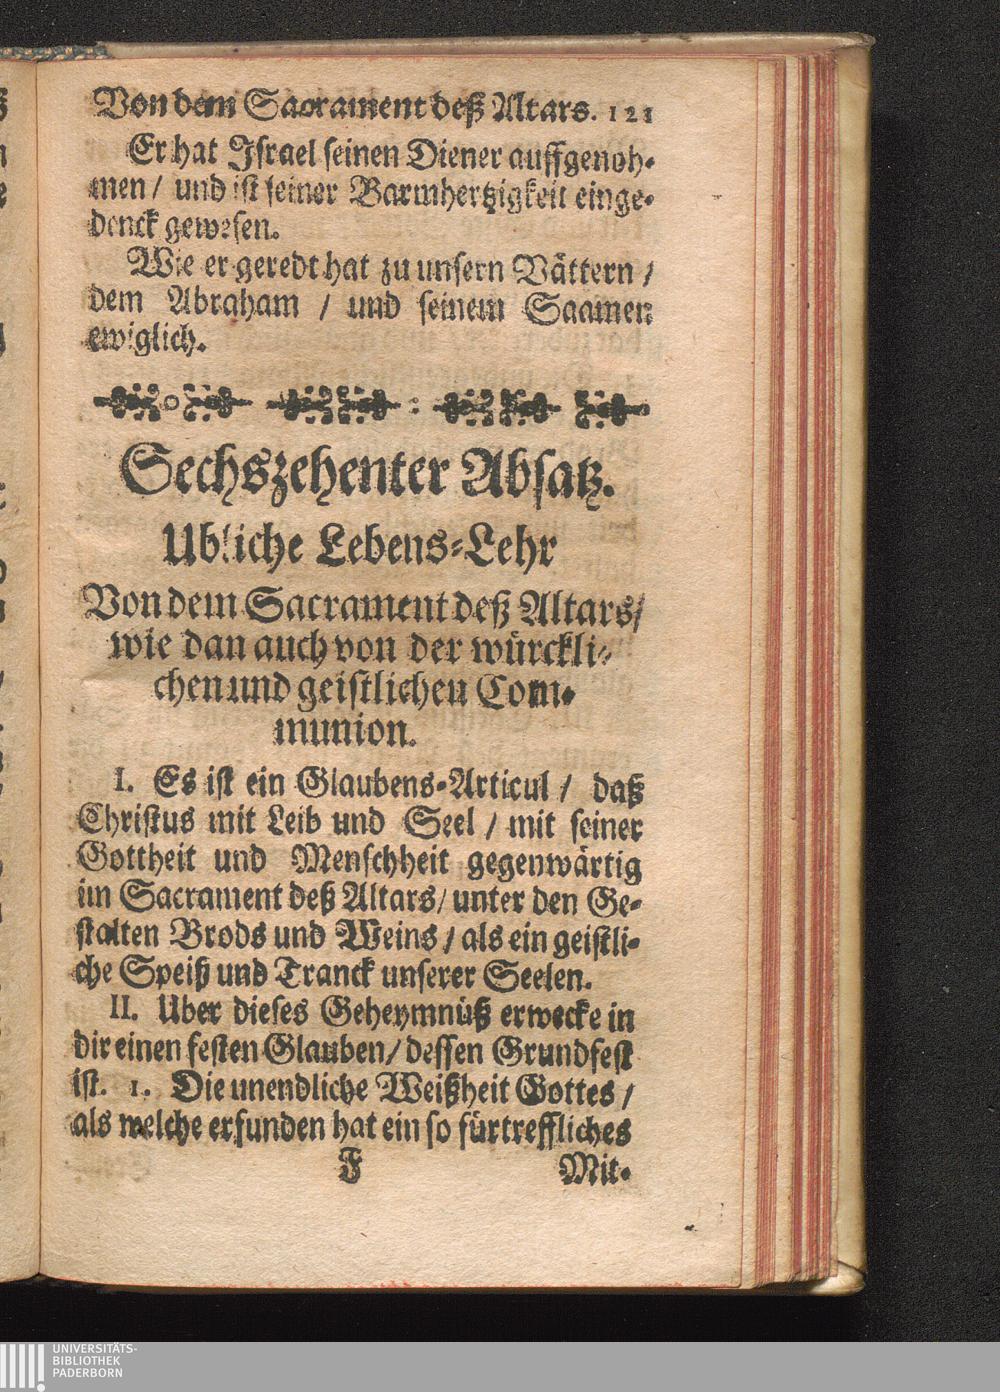 Von dem Sacrament deß Altars. 121
Er hat Israel seinen Diener auffgenoh-
men / und ist seiner Barmhertzigkeit einge-
denck gewesen.
Wie er geredt hat zu unsern Vättern /
dem Abraham / und seinem Saamen
ewiglich.
Sechszehenter Absatz.
Ubliche Lebens-Lehr
Von dem Sacrament deß Altars /
wie dan auch von der würckli-
chen und geistlichen Com-
munion.
I. Es ist ein Glaubens-Articul / daß
Christus mit Leib und Seel / mit seiner
Gottheit und Menschheit gegenwärtig
im Sacrament deß Altars / unter den Ge-
stalten Brods und Weins / als ein geistli-
che Speiß und Tranck unserer Seelen.
II. Uber dieses Geheymnüß erwecke in
dir einen festen Glauben / dessen Grundfest
ist. 1. Die unendliche Weißheit Gottes /
als welche erfunden hat ein so fürtreffliches
F Mit-
UNIVERSITÄTS-
BIBLIOTHEK
PADERBORN